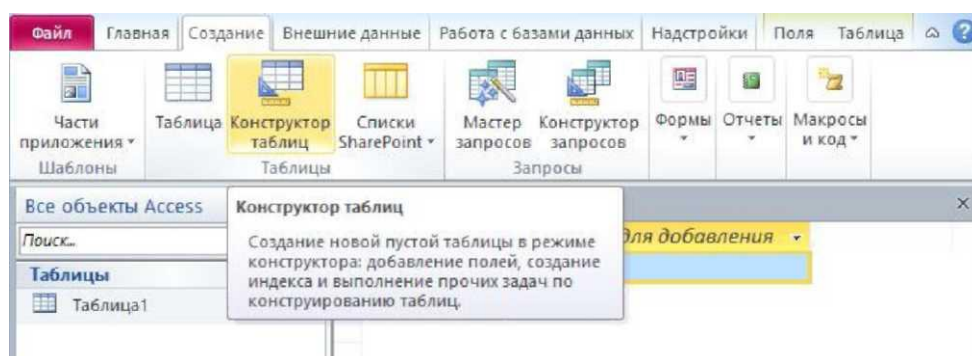 Файл Главная Создание Внешние данные Работа с базами данных Надстройки Поля Таблица
Части приложения
Таблица
Конструктор таблиц
Списки SharePoint
Мастер запросов
Конструктор запросов
Формы
Отчеты
Макросы и код
Шаблоны Таблицы Запросы
Все объекты Access
Поиск...
Таблицы
Таблица1
Конструктор таблиц
Создание новой пустой таблицы в режиме
конструктора: добавление полей, создание
индекса и выполнение прочих задач по
конструированию таблиц.
для добавления